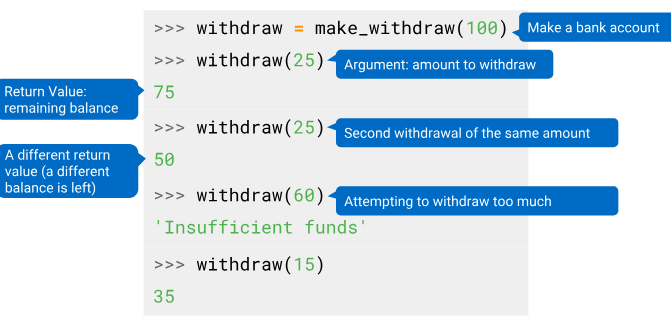 >>> withdraw = make_withdraw(100)
Make a bank account
>>> withdraw(25)
Argument: amount to withdraw
Return Value:
remaining balance
75
>>> withdraw(25)
Second withdrawal of the same amount
A different return
value (a different
balance is left)
50
>>> withdraw(60)
Attempting to withdraw too much
'Insufficient funds'
>>> withdraw(15)
35